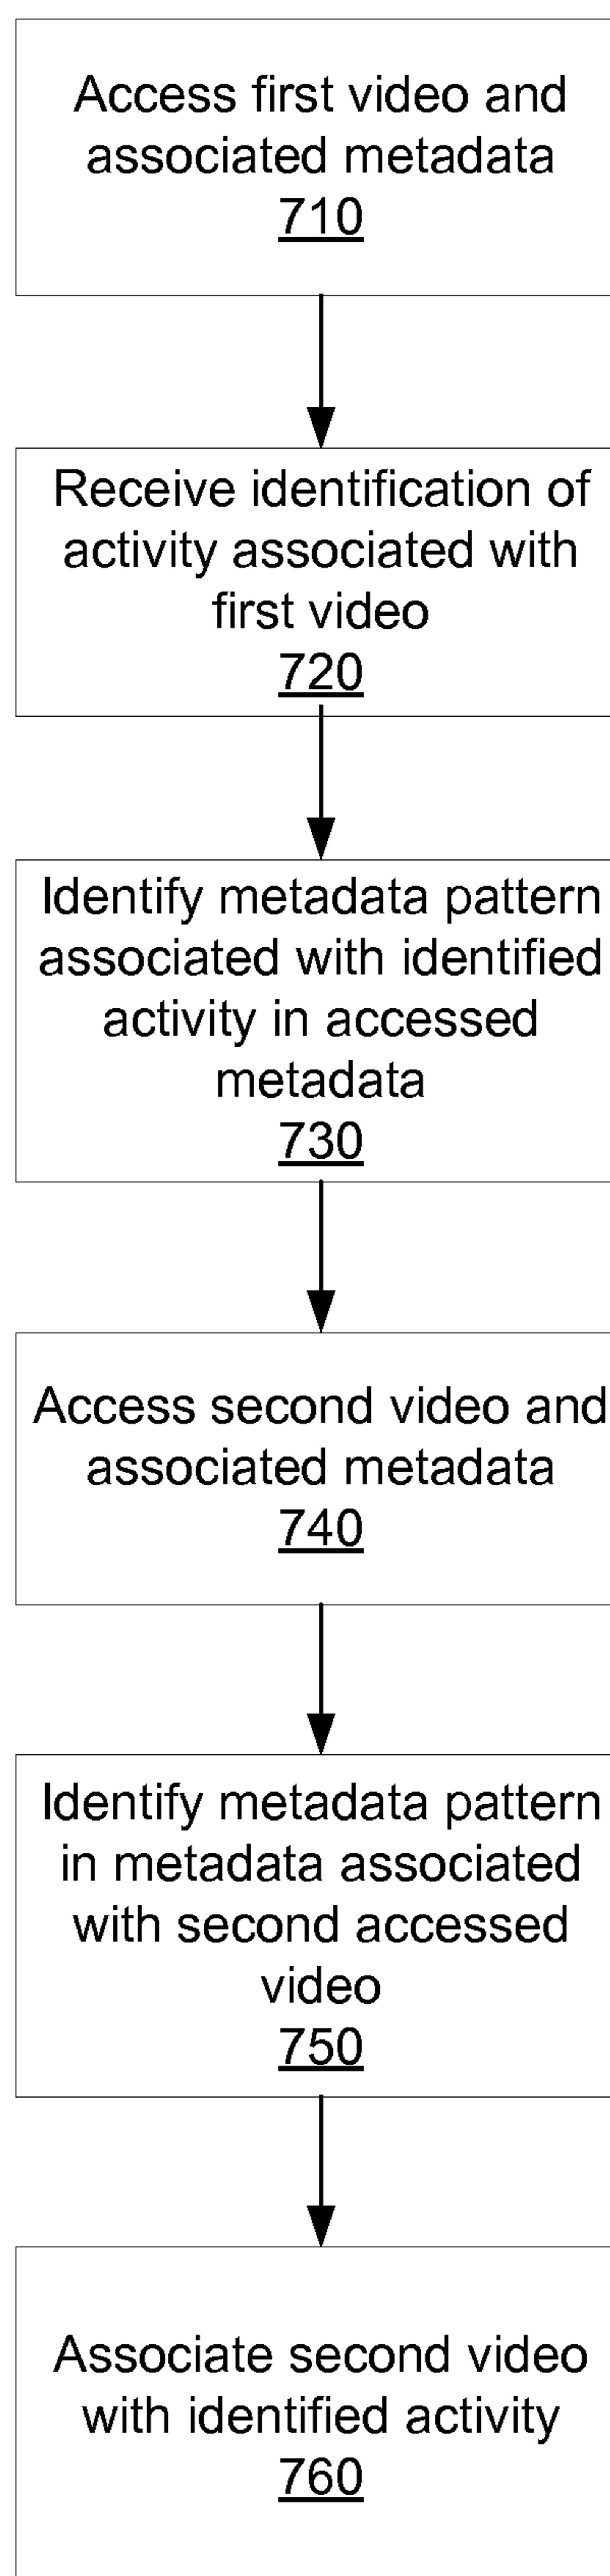 Access first video and
associated metadata
710
Receive identification of
activity associated with
first video
720
Identify metadata pattern
associated with identified
activity in accessed
metadata
730
Access second video and
associated metadata
740
Identify metadata pattern
in metadata associated
with second accessed
video
750
Associate second video
with identified activity
760